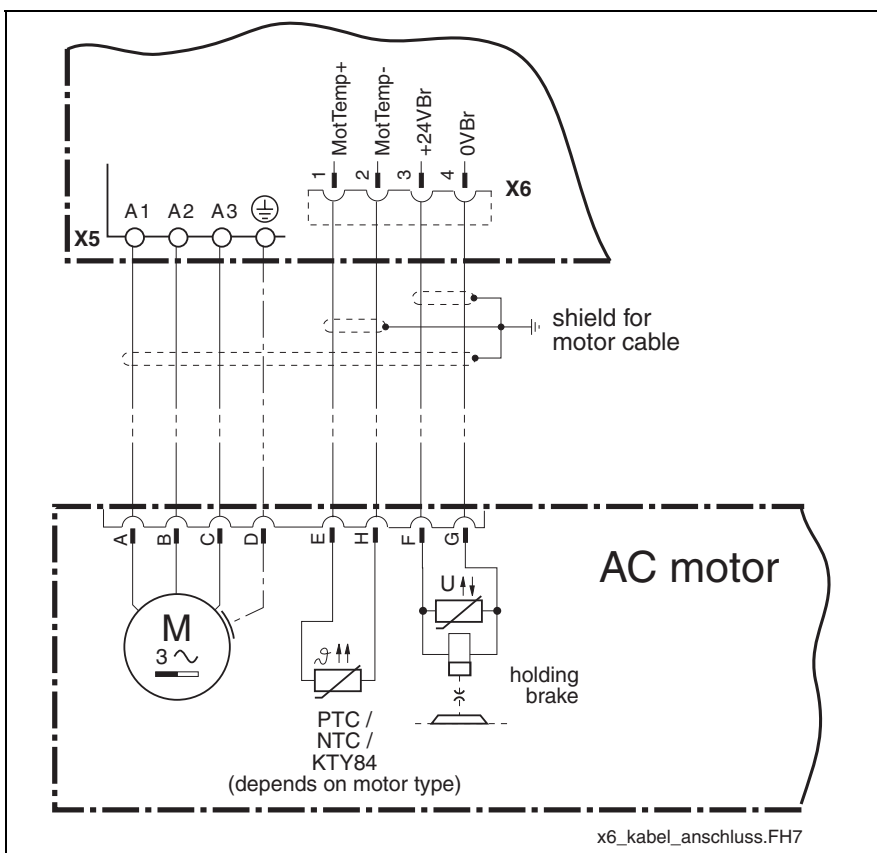 MotTemp+
MotTemp-
+24VBr
0VBr
1
2
3
4
X6
A1 A2 A3
X5
shield for
motor cable
A
B
C
D
E
H
F
G
AC motor
M
3
U
ϑ
holding
brake
PTC /
NTC /
KTY84
(depends on motor type)
x6_kabel_anschluss.FH7